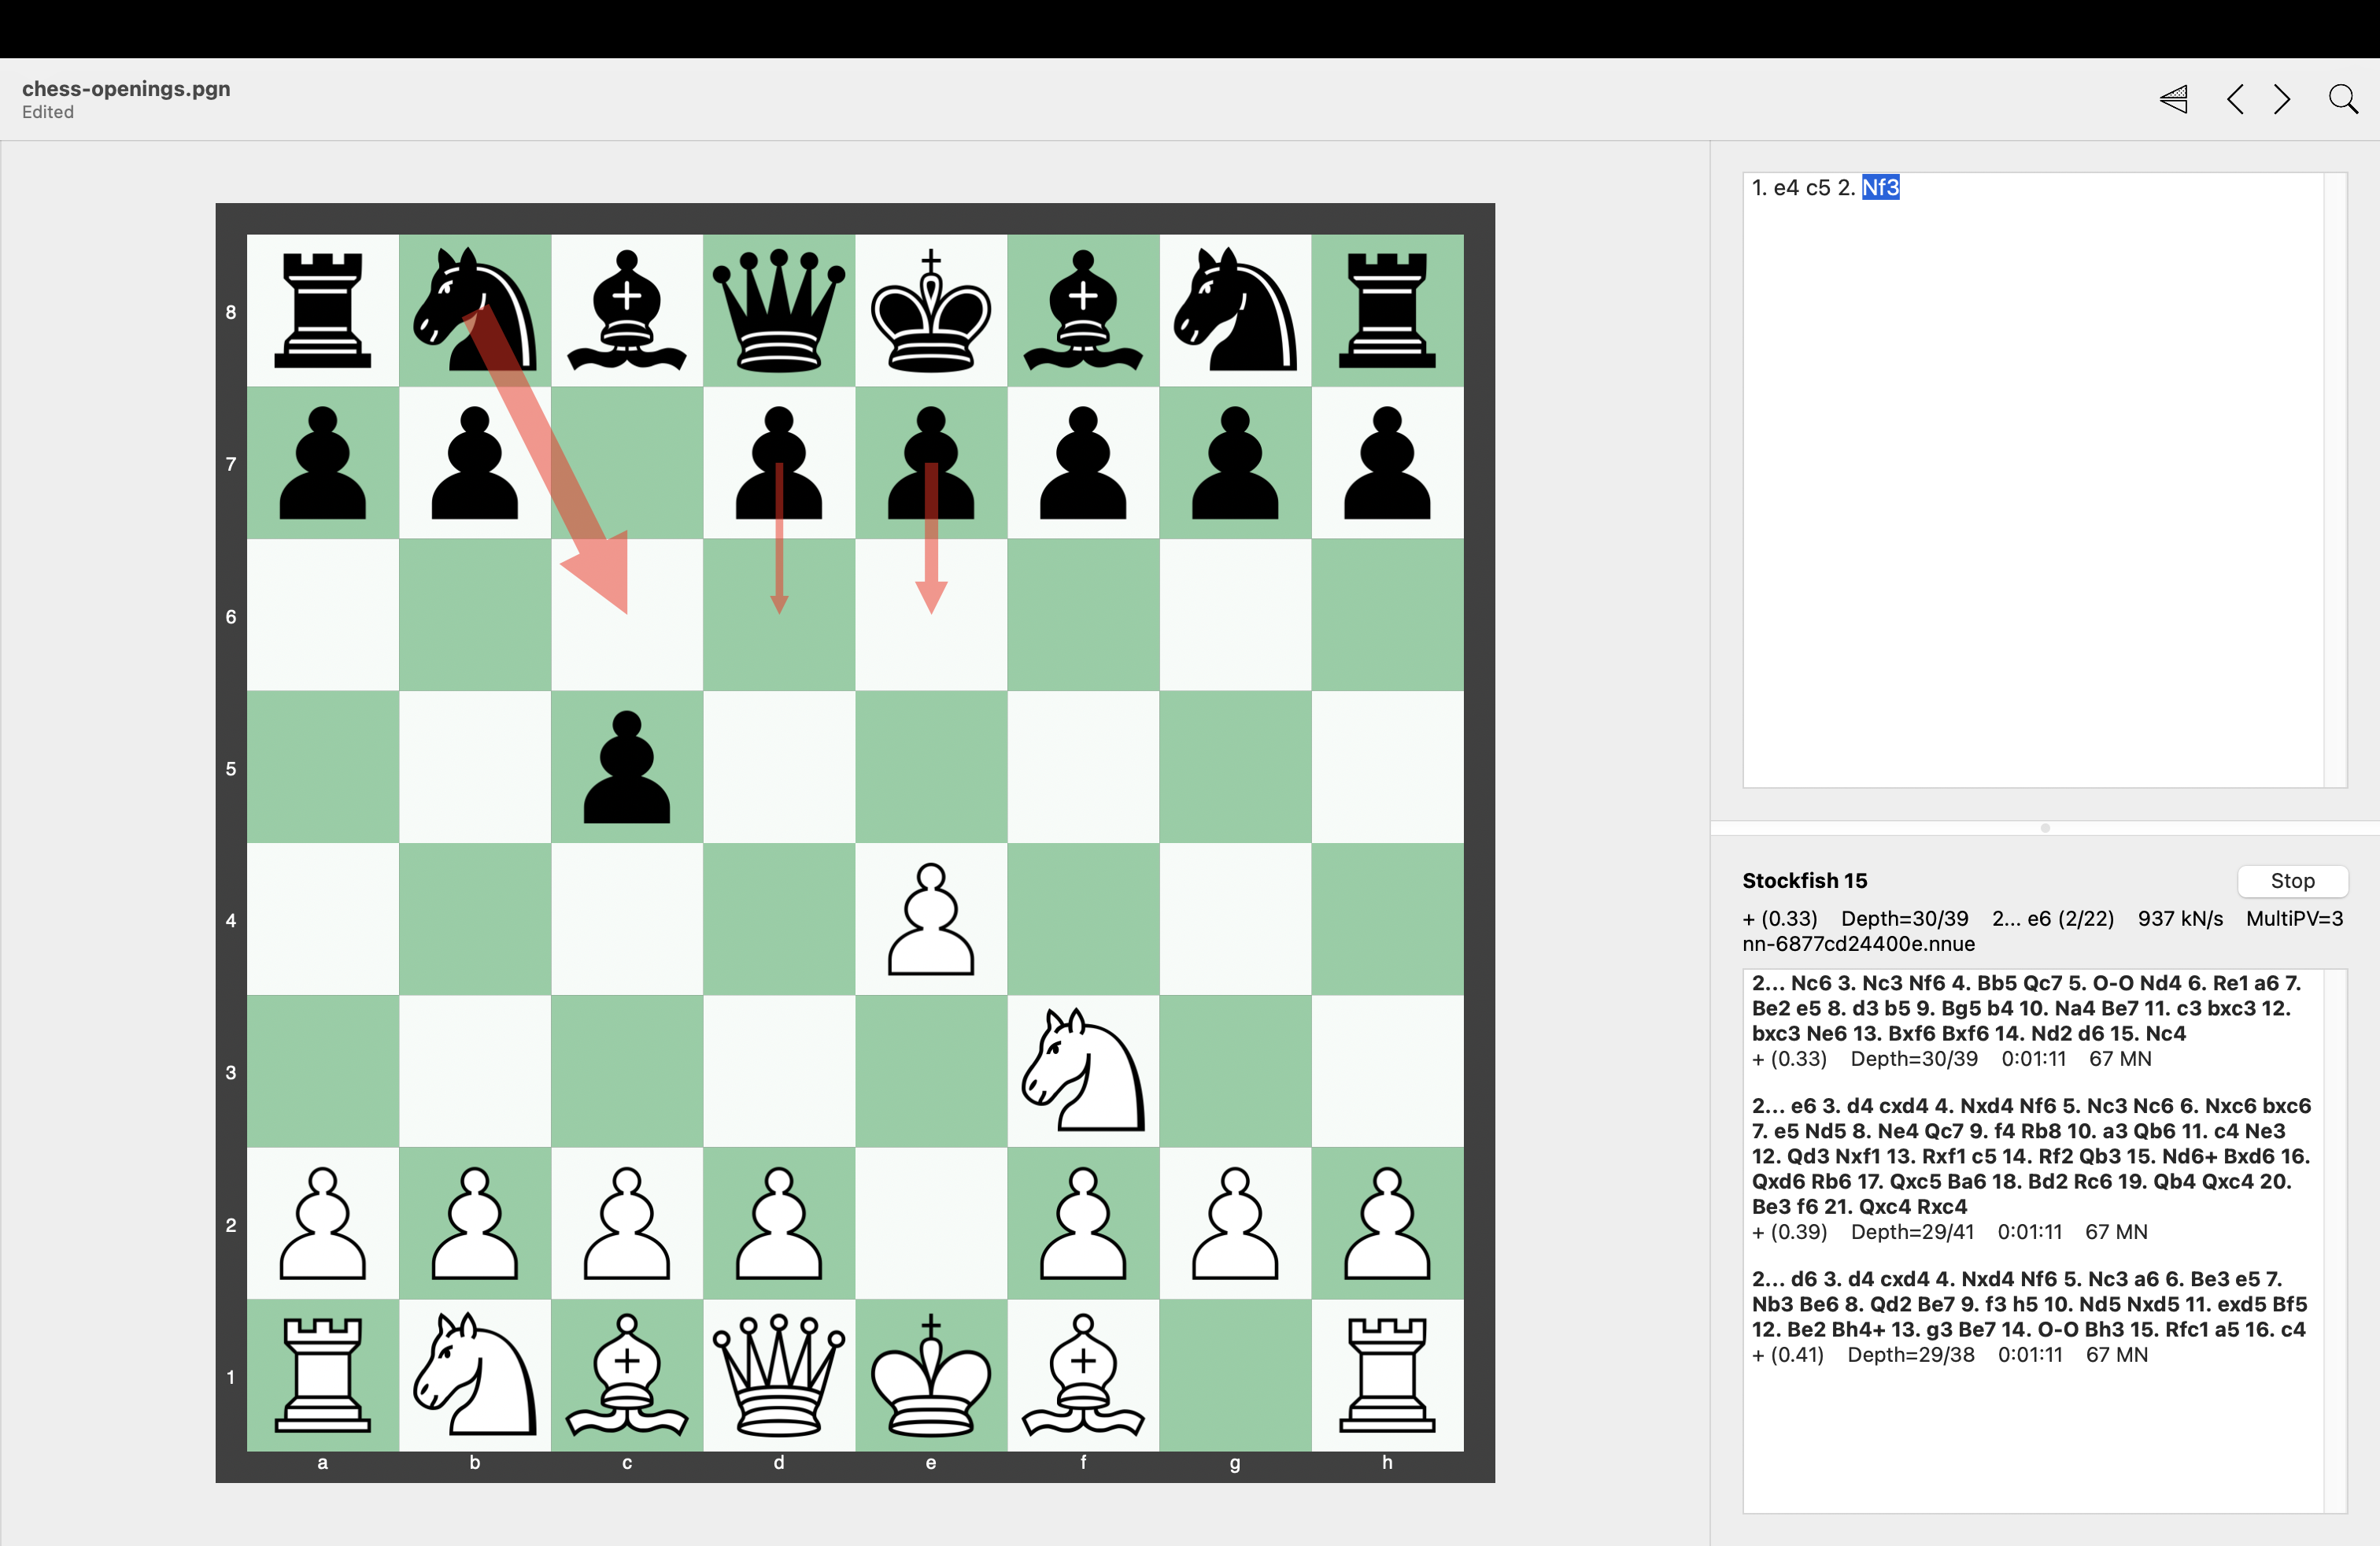 chess-openings.pgn
Edited
1. e4 c5 2. Nf3
8
7
6
5
4
3
2
1
a b c d e f g h
Stockfish 15
Stop
+ (0.33) Depth=30/39 2... e6 (2/22) 937 kN/s MultiPV=3
nn-6877cd24400e.nnue
2... Nc6 3. Nc3 Nf6 4. Bb5 Qc7 5. O-O Nd4 6. Re1 a6 7.
Be2 e5 8. d3 b5 9. Bg5 b4 10. Na4 Be7 11. c3 bxc3 12.
bxc3 Ne6 13. Bxf6 Bxf6 14. Nd2 d6 15. Nc4
+ (0.33) Depth=30/39 0:01:11 67 MN
2... e6 3. d4 cxd4 4. Nxd4 Nf6 5. Nc3 Nc6 6. Nxc6 bxc6
7. e5 Nd5 8. Ne4 Qc7 9. f4 Rb8 10. a3 Qb6 11. c4 Ne3
12. Qd3 Nxf1 13. Rxf1 c5 14. Rf2 Qb3 15. Nd6+ Bxd6 16.
Qxd6 Rb6 17. Qxc5 Ba6 18. Bd2 Rc6 19. Qb4 Qxc4 20.
Be3 f6 21. Qxc4 Rxc4
+ (0.39) Depth=29/41 0:01:11 67 MN
2... d6 3. d4 cxd4 4. Nxd4 Nf6 5. Nc3 a6 6. Be3 e5 7.
Nb3 Be6 8. Qd2 Be7 9. f3 h5 10. Nd5 Nxd5 11. exd5 Bf5
12. Be2 Bh4+ 13. g3 Be7 14. O-O Bh3 15. Rfc1 a5 16. c4
+ (0.41) Depth=29/38 0:01:11 67 MN